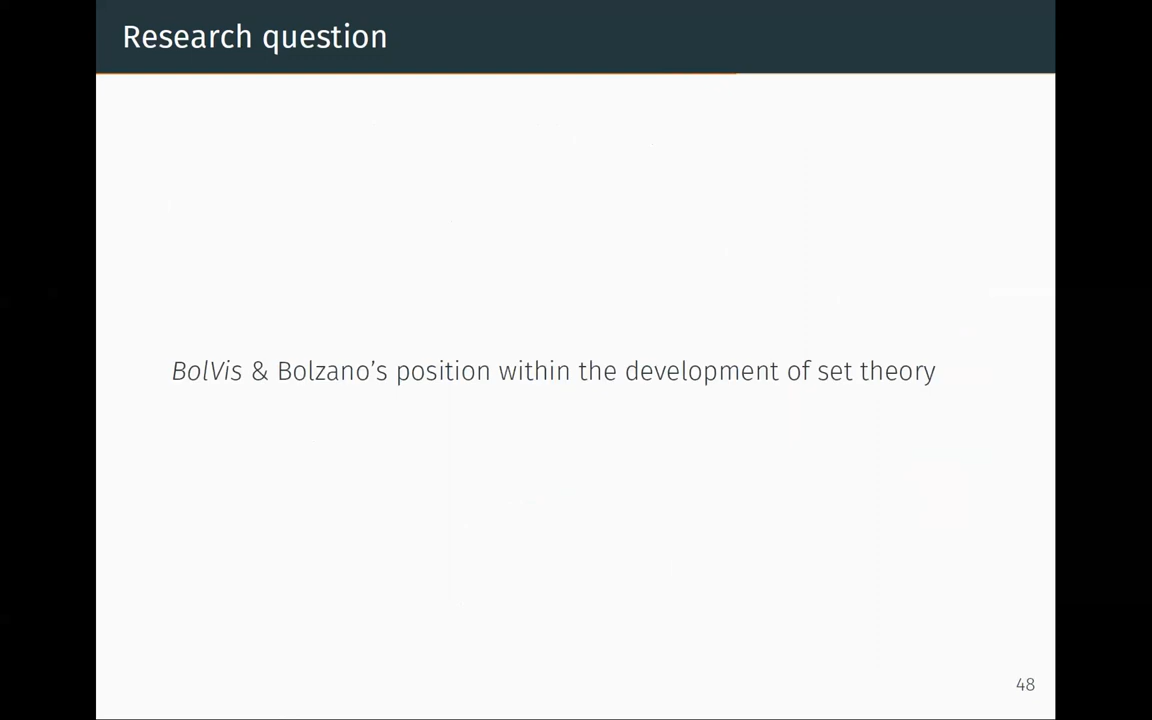 Research question
BolVis & Bolzano’s position within the development of set theory
48